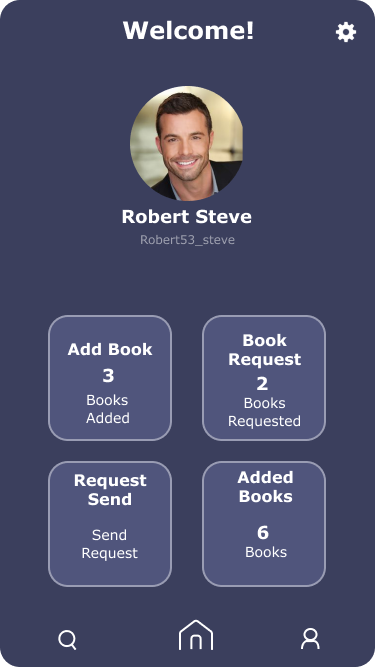 Welcome!
Robert Steve
Robert53_steve
Add Book
3
Books
Added
Book
Request
2
Books
Requested
Request
Send
Send
Request
Added
Books
6
Books